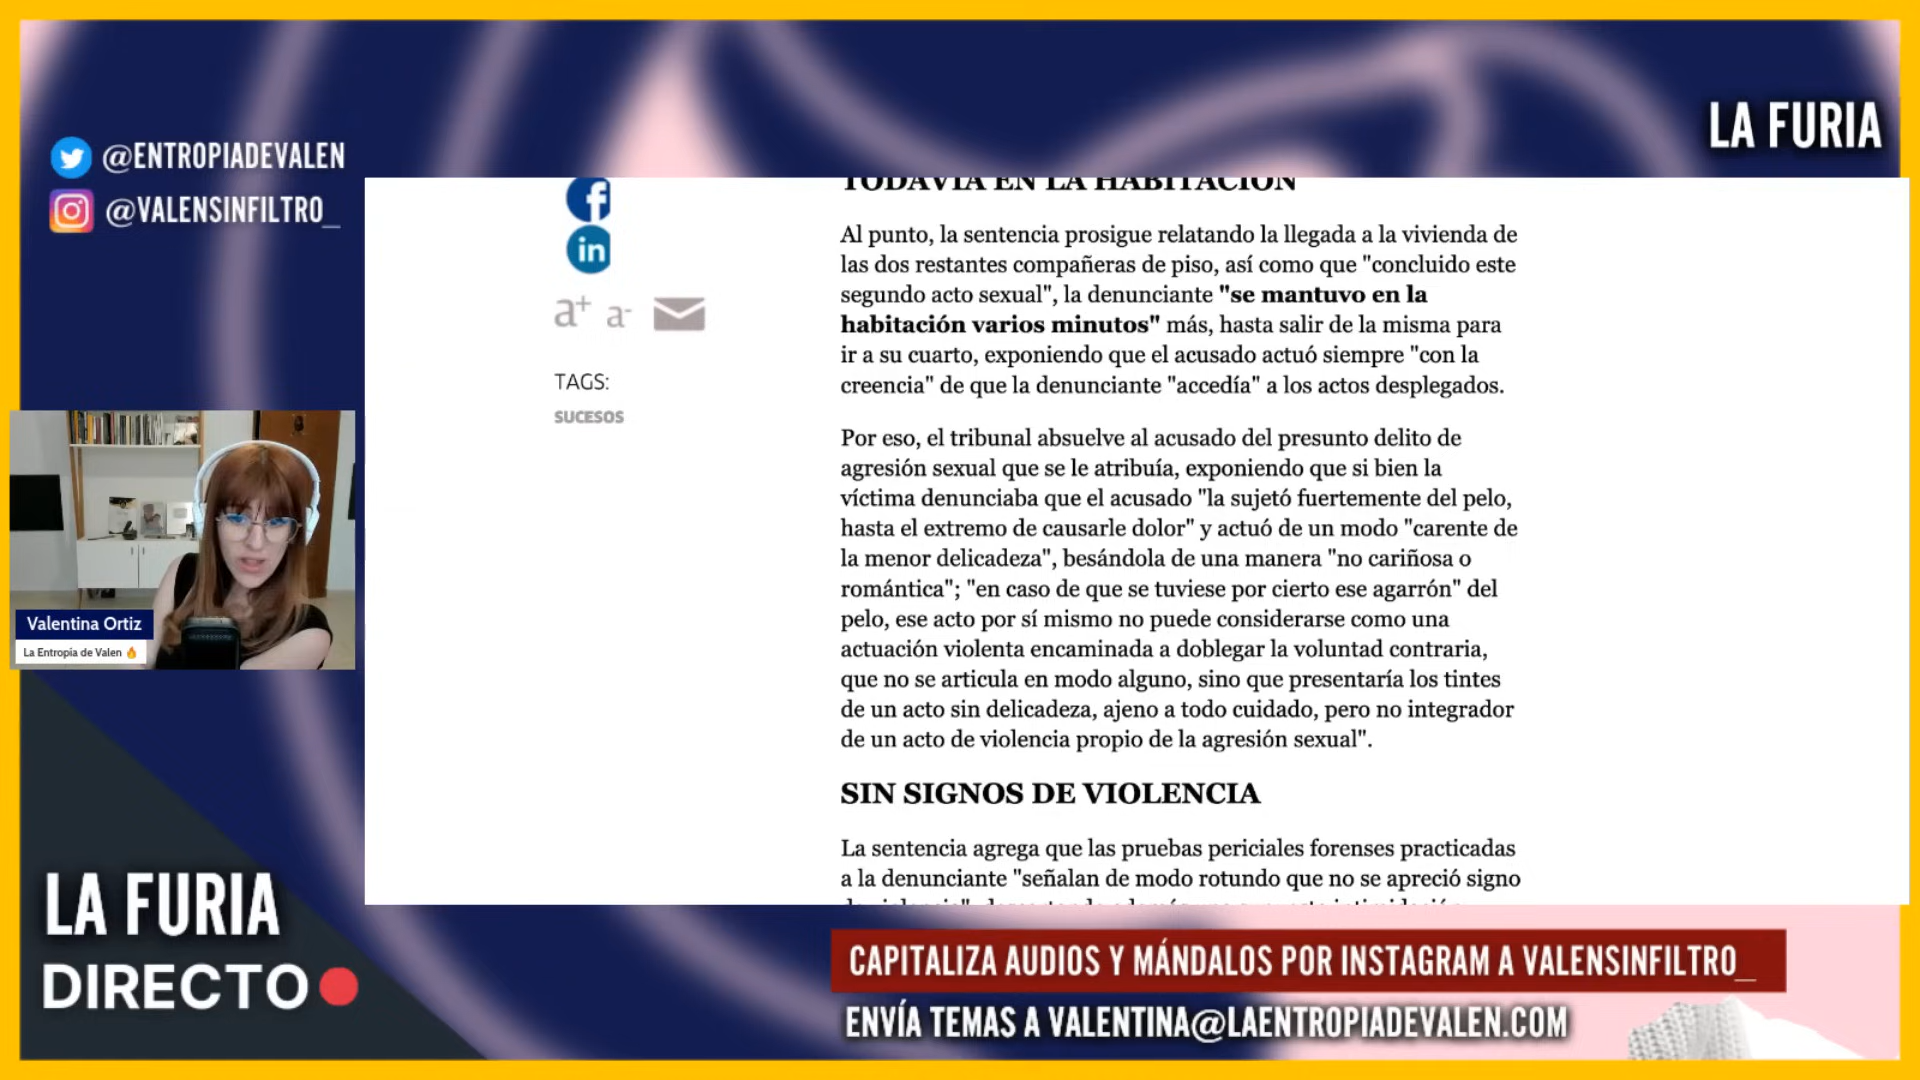 LA FURIA
@ENTROPIADEVALEN
@VALENSINFILTRO_
TODAVÍA EN LA HABITACIÓN
Al punto, la sentencia prosigue relatando la llegada a la vivienda de
las dos restantes compañeras de piso, así como que "concluido este
segundo acto sexual", la denunciante "se mantuvo en la
habitación varios minutos" más, hasta salir de la misma para
ir a su cuarto, exponiendo que el acusado actuó siempre "con la
creencia" de que la denunciante "accedía" a los actos desplegados.
a+ a-
TAGS:
SUCESOS
Por eso, el tribunal absuelve al acusado del presunto delito de
agresión sexual que se le atribuía, exponiendo que si bien la
víctima denunciaba que el acusado "la sujetó fuertemente del pelo,
hasta el extremo de causarle dolor" y actuó de un modo "carente de
la menor delicadeza", besándola de una manera "no cariñosa o
romántica"; "en caso de que se tuviese por cierto ese agarrón" del
pelo, ese acto por sí mismo no puede considerarse como una
actuación violenta encaminada a doblegar la voluntad contraria,
que no se articula en modo alguno, sino que presentaría los tintes
de un acto sin delicadeza, ajeno a todo cuidado, pero no integrador
de un acto de violencia propio de la agresión sexual".
SIN SIGNOS DE VIOLENCIA
La sentencia agrega que las pruebas periciales forenses practicadas
a la denunciante "señalan de modo rotundo que no se apreció signo
Valentina Ortiz
La Entropía de Valen 🔥
LA FURIA
DIRECTO
CAPITALIZA AUDIOS Y MÁNDALOS POR INSTAGRAM A VALENSINFILTRO_
ENVÍA TEMAS A VALENTINA@LAENTROPIADEVALEN.COM